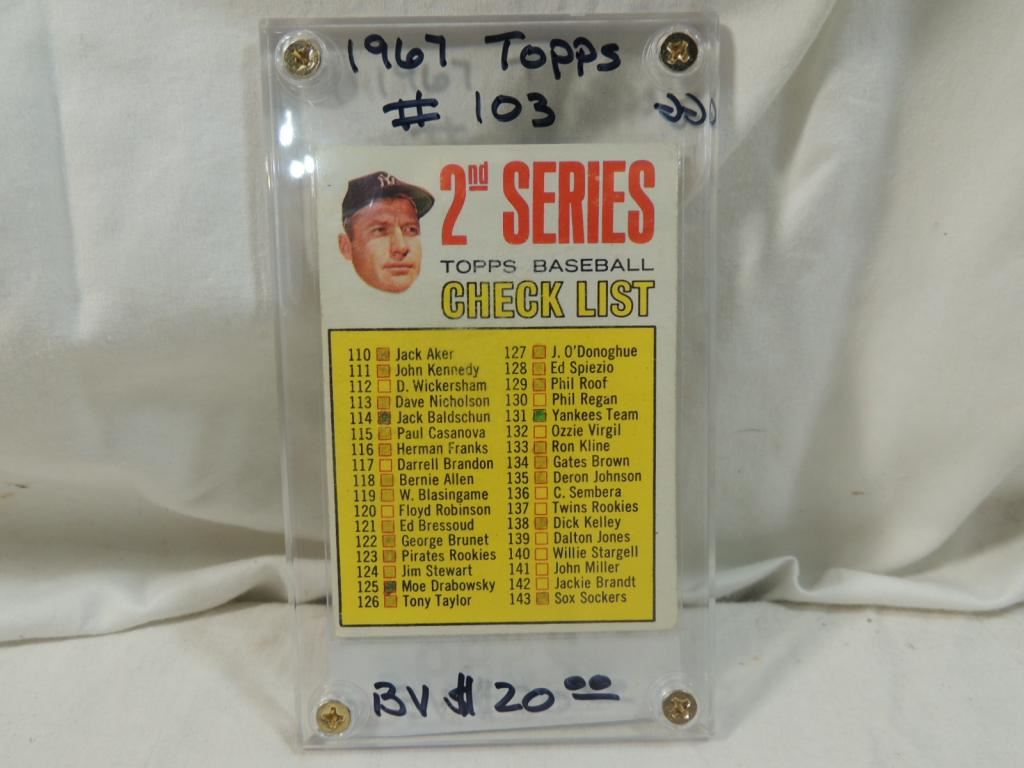 1967 Topps
# 103
NY
2nd SERIES
TOPPS BASEBALL
CHECK LIST
110 Jack Aker
111 John Kennedy
112 D. Wickersham
113 Dave Nicholson
114 Jack Baldschun
115 Paul Casanova
116 Herman Franks
117 Darrell Brandon
118 Bernie Allen
119 W. Blasingame
120 Floyd Robinson
121 Ed Bressoud
122 George Brunet
123 Pirates Rookies
124 Jim Stewart
125 Moe Drabowsky
126 Tony Taylor
127 J. O'Donoghue
128 Ed Spiezio
129 Phil Roof
130 Phil Regan
131 Yankees Team
132 Ozzie Virgil
133 Ron Kline
134 Gates Brown
135 Deron Johnson
136 C. Sembera
137 Twins Rookies
138 Dick Kelley
139 Dalton Jones
140 Willie Stargell
141 John Miller
142 Jackie Brandt
143 Sox Sockers
BV $ 20.00